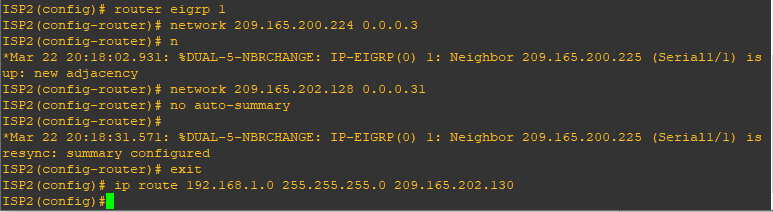 ISP2(config)# router eigrp 1
ISP2(config-router)# network 209.165.200.224 0.0.0.3
ISP2(config-router)# n
*Mar 22 20:18:02.931: %DUAL-5-NBRCHANGE: IP-EIGRP(0) 1: Neighbor 209.165.200.225 (Serial1/1) is
up: new adjacency
ISP2(config-router)# network 209.165.202.128 0.0.0.31
ISP2(config-router)# no auto-summary
ISP2(config-router)#
*Mar 22 20:18:31.571: %DUAL-5-NBRCHANGE: IP-EIGRP(0) 1: Neighbor 209.165.200.225 (Serial1/1) is
resync: summary configured
ISP2(config-router)# exit
ISP2(config)# ip route 192.168.1.0 255.255.255.0 209.165.202.130
ISP2(config)#